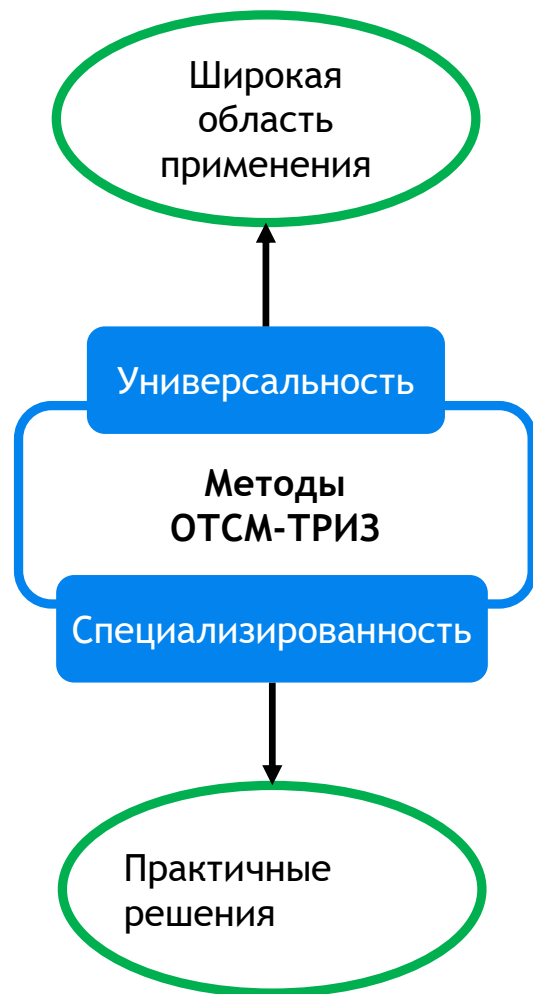 Широкая
область
применения
Универсальность
Методы
ОТСМ-ТРИЗ
Специализированность
Практичные
решения